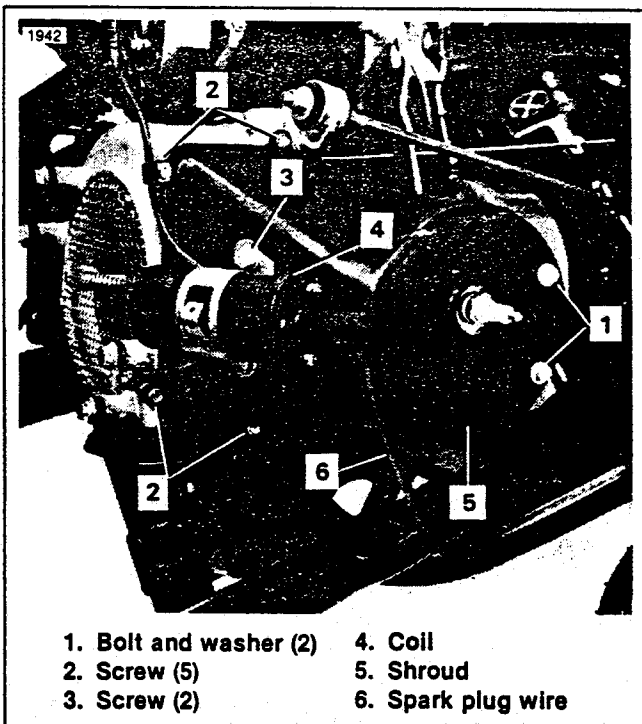 1942
2
3
4
1
2
6
5
1. Bolt and washer (2)
2. Screw (5)
3. Screw (2)
4. Coil
5. Shroud
6. Spark plug wire